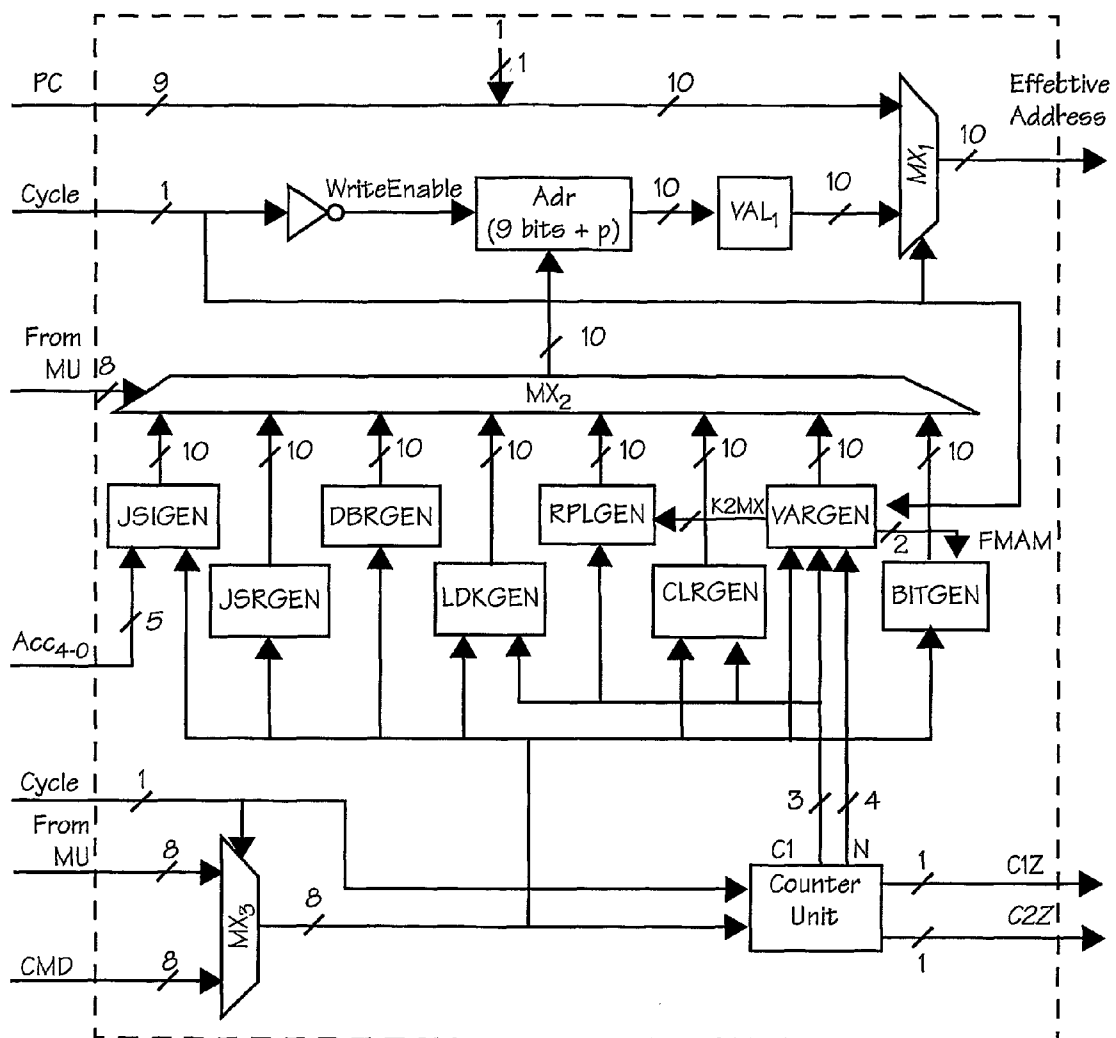 1
1
PC
9
10
Effective
Address
10
MX₁
Cycle
1
WriteEnable
Adr
(9 bits + p)
10
VAL₁
10
From
MU
8
10
MX₂
10
10
10
10
10
10
10
10
JSIGEN
DBRGEN
RPLGEN
K2MX
VARGEN
2
FMAM
JSRGEN
LDKGEN
CLRGEN
BITGEN
5
Acc₄₋₀
Cycle
1
3
4
From
MU
8
C1
N
Counter
Unit
1
C1Z
MX₃
8
C2Z
1
CMD
8